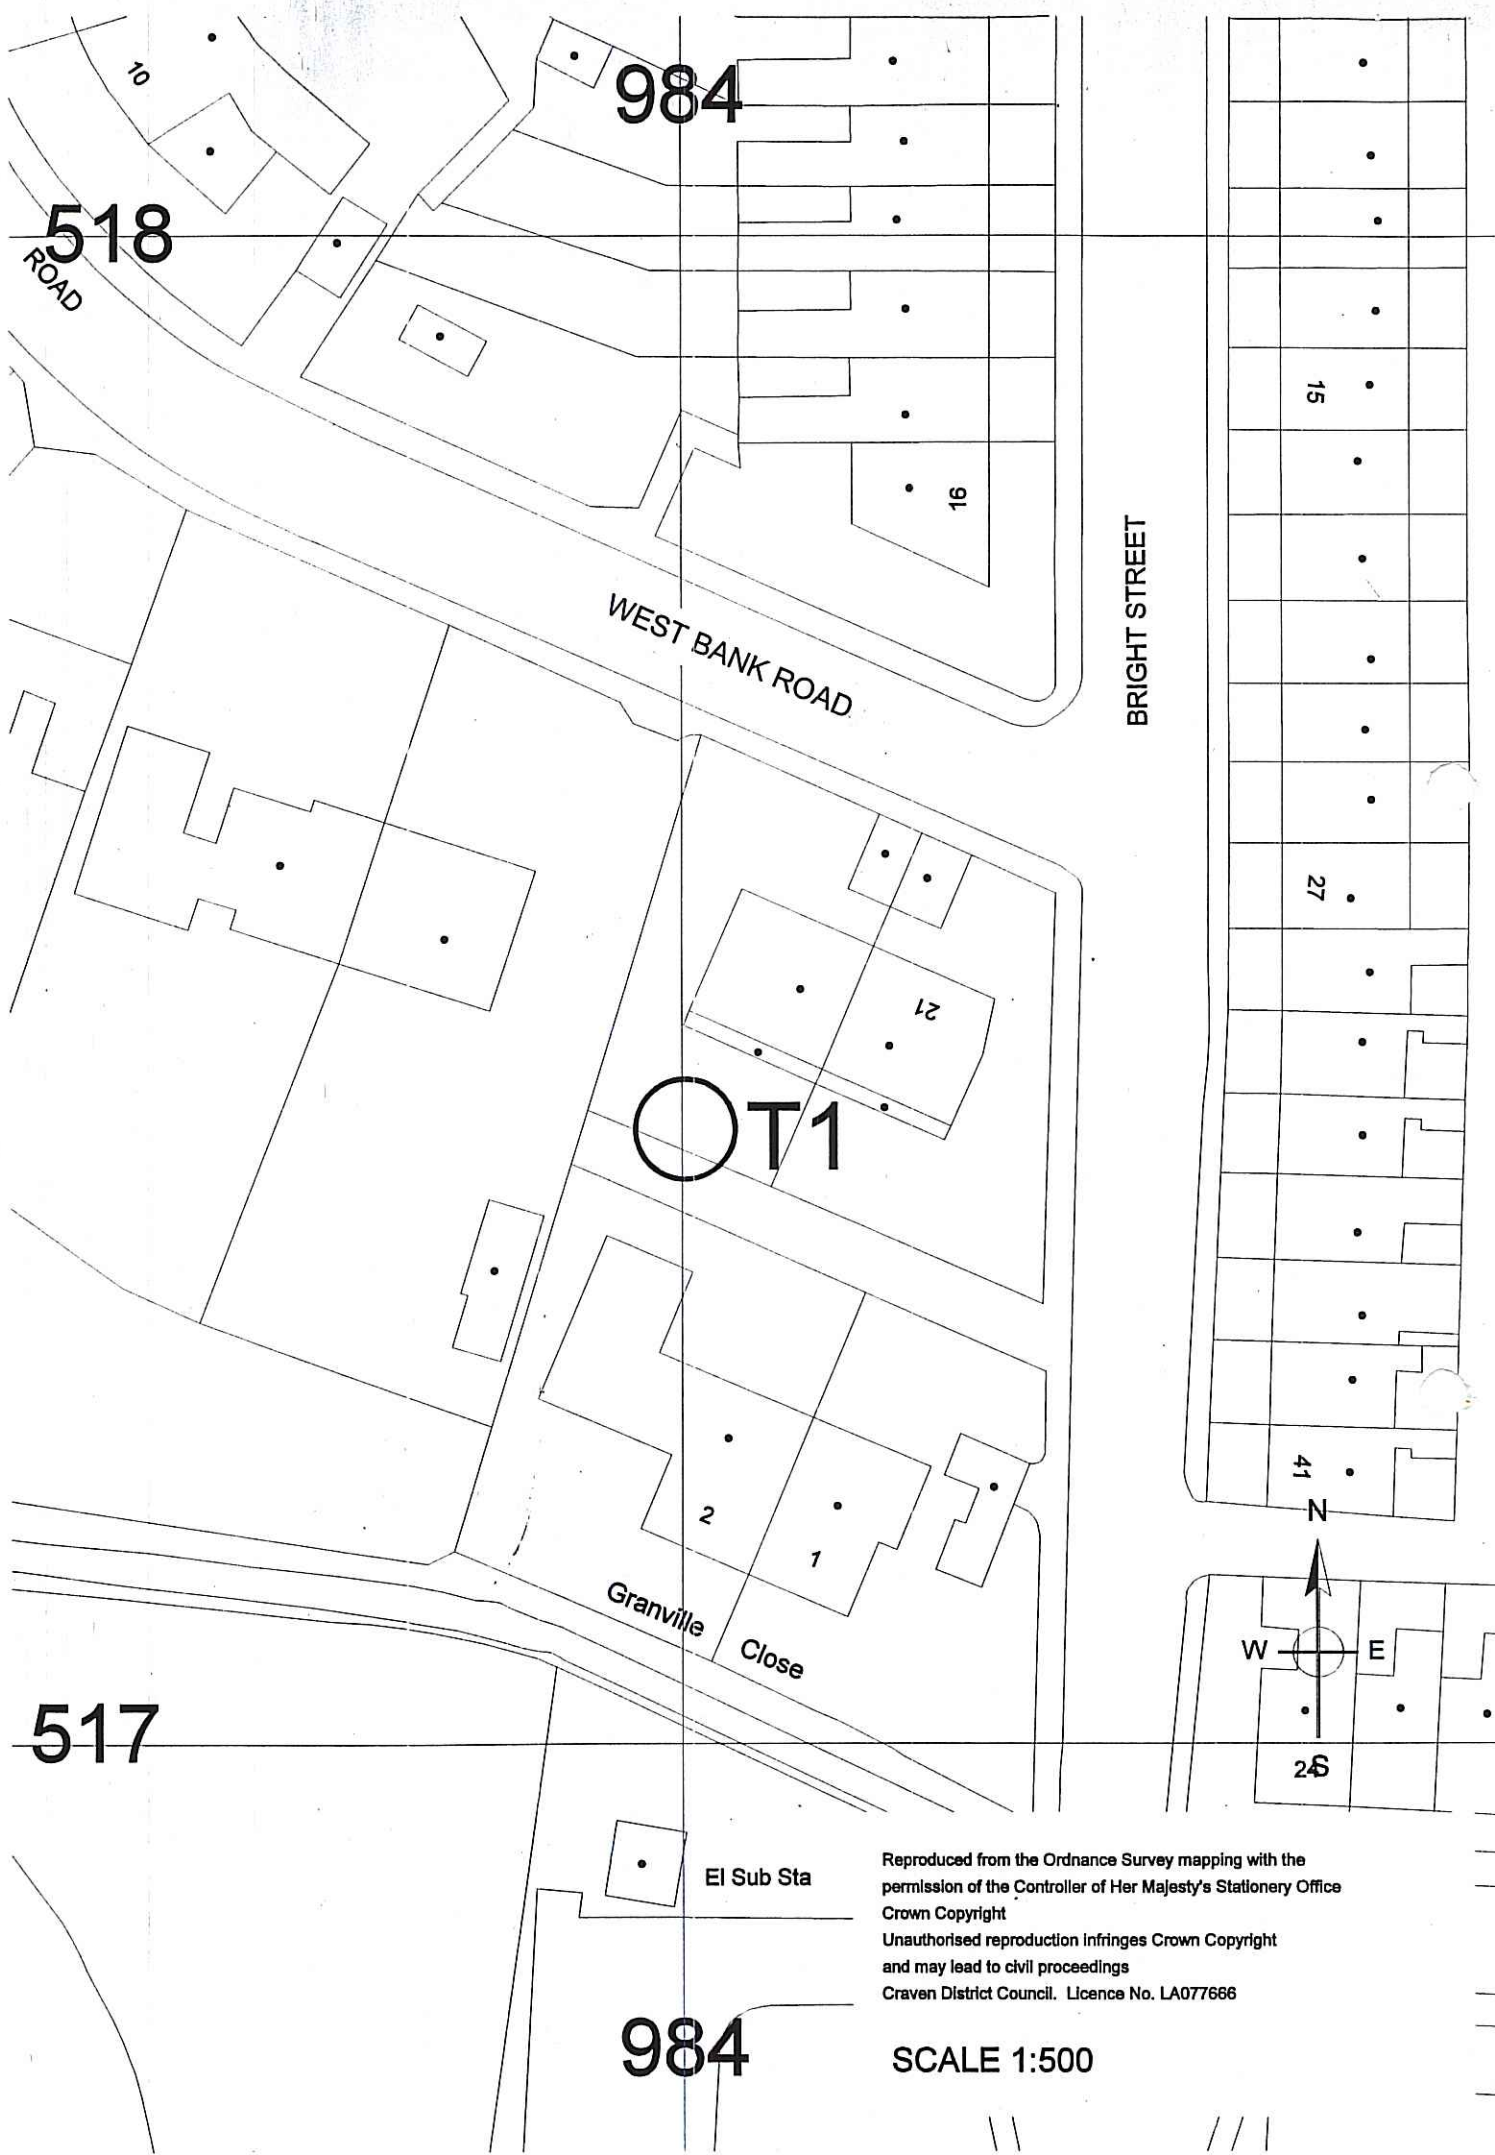 10
984
518
ROAD
15
16
WEST BANK ROAD
BRIGHT STREET
27
21
T1
41
N
2
1
Granville
Close
W
E
517
24
S
El Sub Sta
Reproduced from the Ordnance Survey mapping with the
permission of the Controller of Her Majesty's Stationery Office
Crown Copyright
Unauthorised reproduction infringes Crown Copyright
and may lead to civil proceedings
Craven District Council. Licence No. LA077666
984
SCALE 1:500